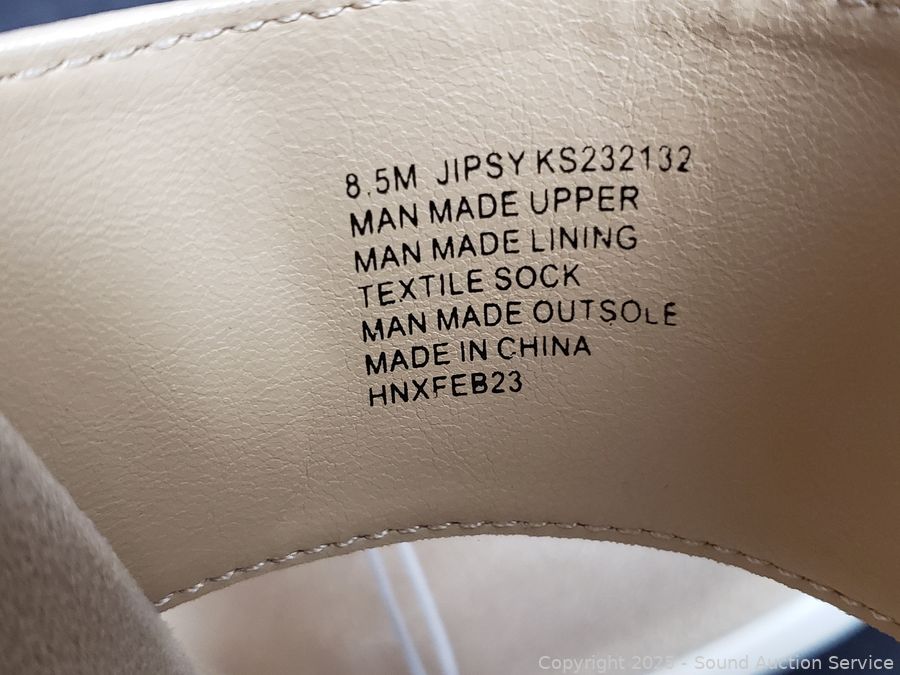 8.5M JIPSY KS232132
MAN MADE UPPER
MAN MADE LINING
TEXTILE SOCK
MAN MADE OUTSOLE
MADE IN CHINA
HNXFEB23
Copyright 2025 - Sound Auction Service